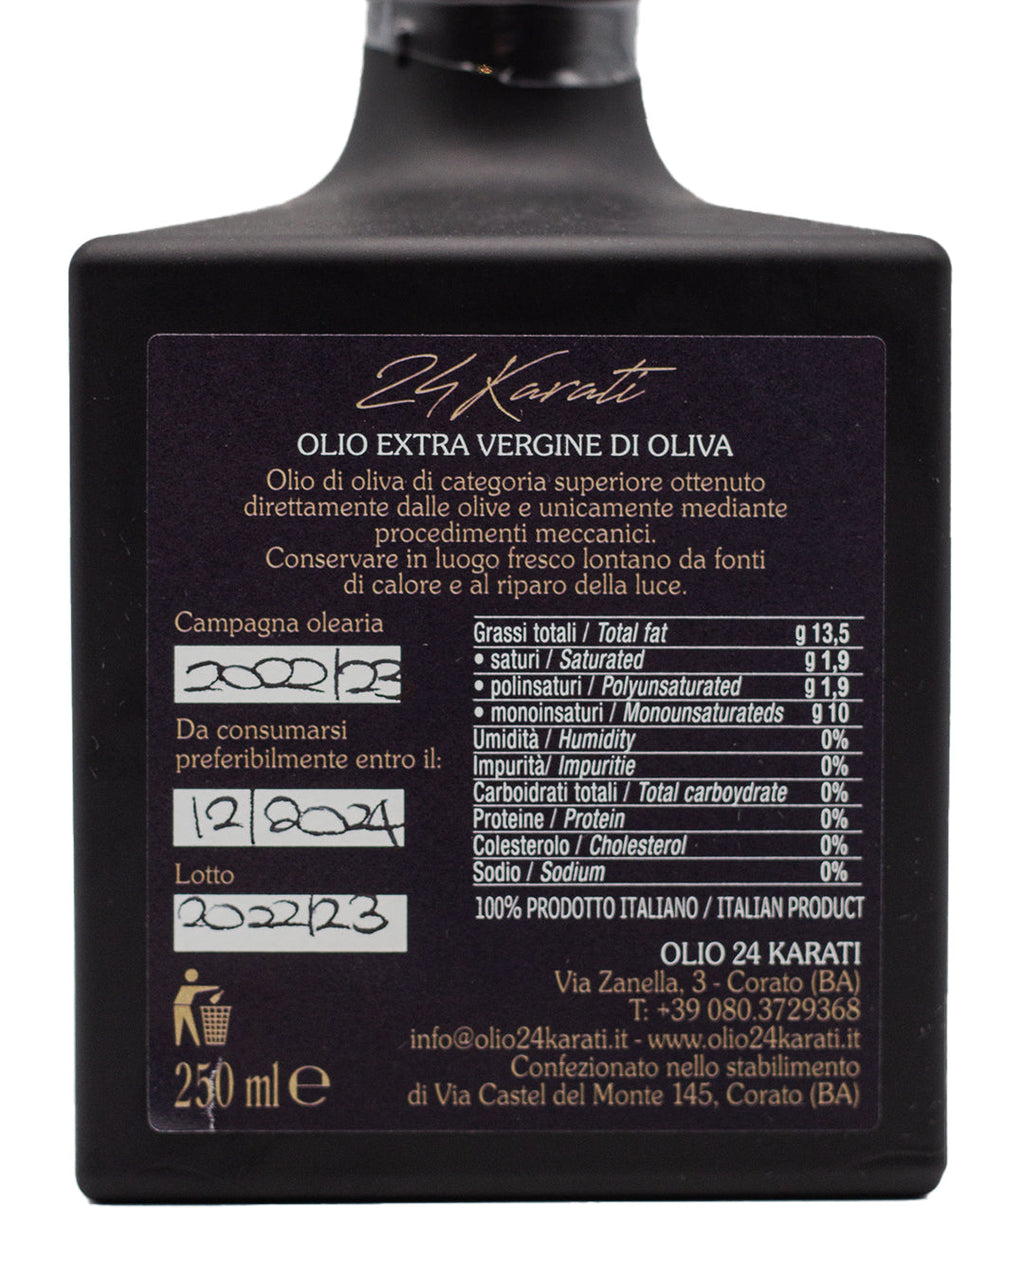 24 Karati
OLIO EXTRA VERGINE DI OLIVA
Olio di oliva di categoria superiore ottenuto
direttamente dalle olive e unicamente mediante
procedimenti meccanici.
Conservare in luogo fresco lontano da fonti
di calore e al riparo della luce.
Campagna olearia
2022/23
Da consumarsi
preferibilmente entro il:
12/2024
Lotto
2022/23
250 ml e
Grassi totali / Total fat g 13,5
• saturi / Saturated g 1,9
• polinsaturi / Polyunsaturated g 1,9
• monoinsaturi / Monounsaturateds g 10
Umidità / Humidity 0%
Impurità/ Impuritie 0%
Carboidrati totali / Total carboydrate 0%
Proteine / Protein 0%
Colesterolo / Cholesterol 0%
Sodio / Sodium 0%
100% PRODOTTO ITALIANO / ITALIAN PRODUCT
OLIO 24 KARATI
Via Zanella, 3 - Corato (BA)
T: +39 080.3729368
info@olio24karati.it - www.olio24karati.it
Confezionato nello stabilimento
di Via Castel del Monte 145, Corato (BA)